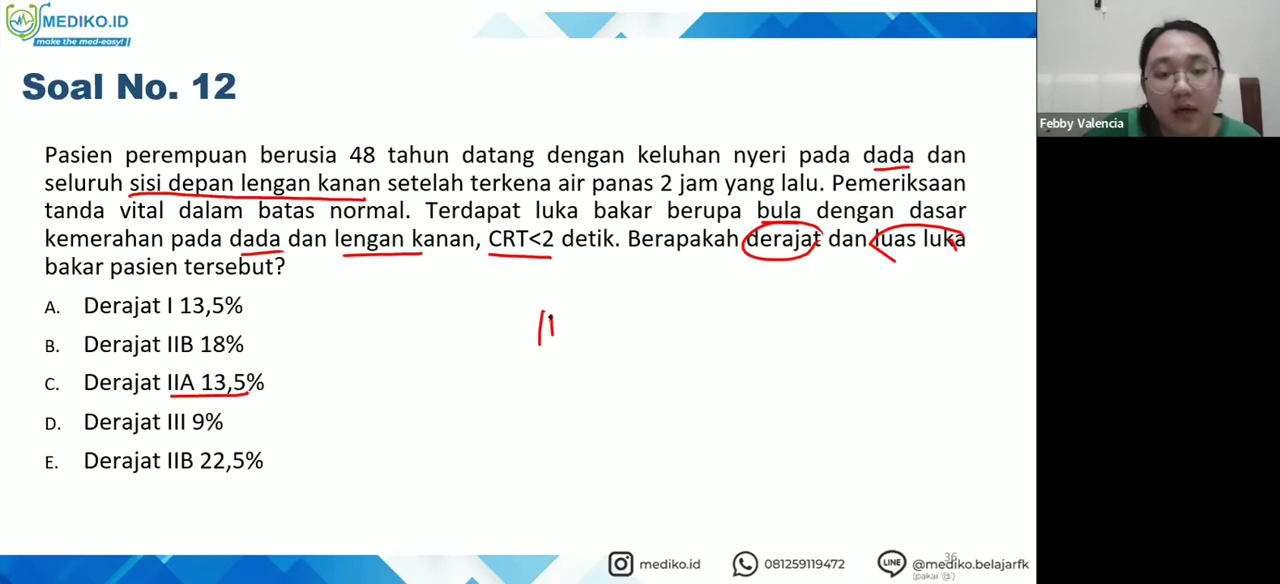 MEDIKO.ID
make the med-easy!
Soal No. 12
Febby Valencia
Pasien perempuan berusia 48 tahun datang dengan keluhan nyeri pada dada dan
seluruh sisi depan lengan kanan setelah terkena air panas 2 jam yang lalu. Pemeriksaan
tanda vital dalam batas normal. Terdapat luka bakar berupa bula dengan dasar
kemerahan pada dada dan lengan kanan, CRT<2 detik. Berapakah derajat dan luas luka
bakar pasien tersebut?
A. Derajat I 13,5%
B. Derajat IIB 18%
C. Derajat IIA 13,5%
D. Derajat III 9%
E. Derajat IIB 22,5%
mediko.id
081259119472
LINE
@mediko.belajarfk
(pakai '@')
36